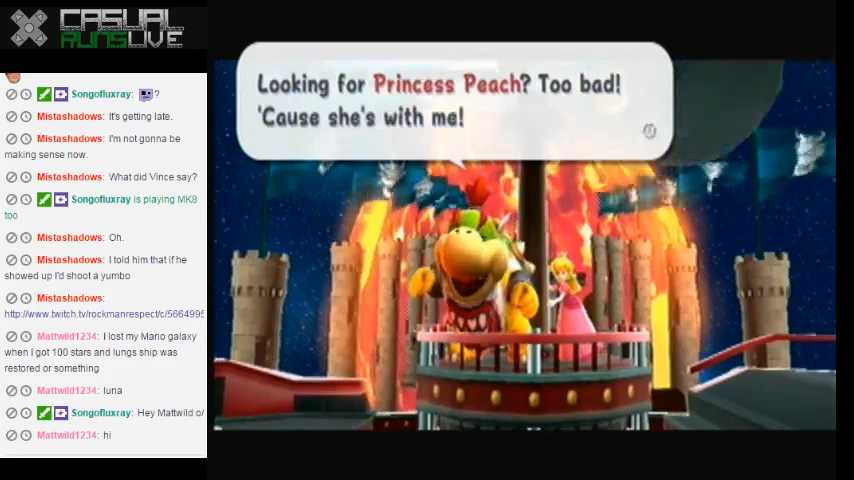 CASUAL
RUNSLIVE
Songofluxray: ?
Mistashadows: It's getting late.
Mistashadows: I'm not gonna be
making sense now.
Mistashadows: What did Vince say?
Songofluxray is playing MK8
too
Mistashadows: Oh.
Mistashadows: I told him that if he
showed up I'd shoot a yumbo
Mistashadows:
http://www.twitch.tv/rockmanrespect/c/5664995
Mattwild1234: I lost my Mario galaxy
when I got 100 stars and lungs ship was
restored or something
Mattwild1234: luna
Songofluxray: Hey Mattwild o/
Mattwild1234: hi
Looking for Princess Peach? Too bad!
'Cause she's with me!